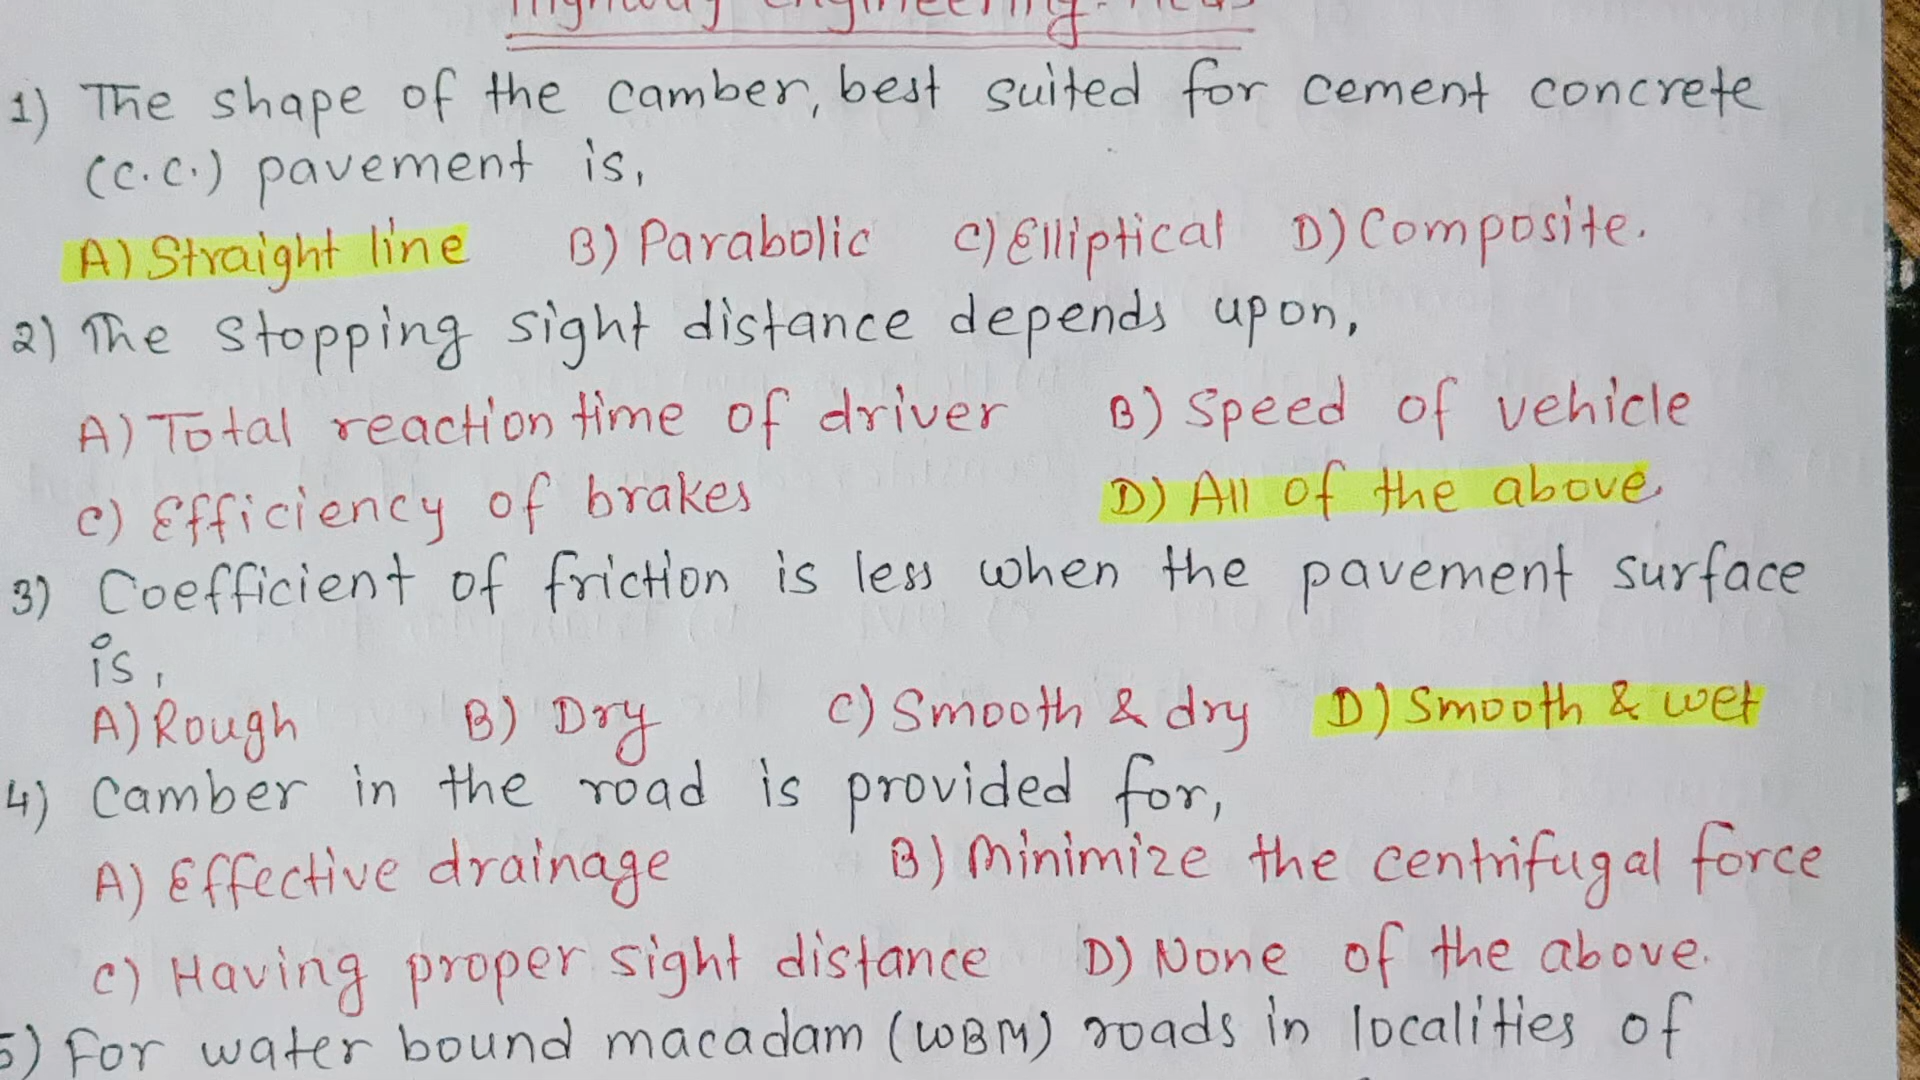 Highway Engineering. MCQs
1) The shape of the camber, best suited for cement concrete
(c.c.) pavement is,
A) Straight line B) Parabolic C) Elliptical D) Composite.
2) The stopping sight distance depends upon,
A) Total reaction time of driver B) Speed of vehicle
C) Efficiency of brakes D) All of the above.
3) Coefficient of friction is less when the pavement surface
is,
A) Rough B) Dry C) Smooth & dry D) Smooth & wet
4) Camber in the road is provided for,
A) Effective drainage B) Minimize the centrifugal force
C) Having proper sight distance D) None of the above.
5) For water bound macadam (WBM) roads in localities of